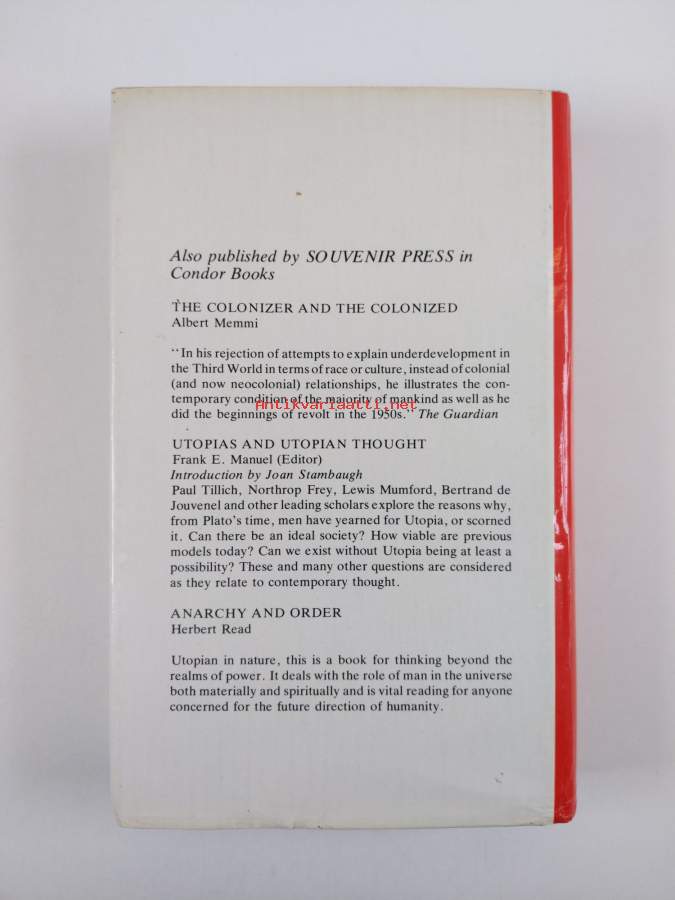 Also published by SOUVENIR PRESS in
Condor Books
THE COLONIZER AND THE COLONIZED
Albert Memmi
"In his rejection of attempts to explain underdevelopment in
the Third World in terms of race or culture, instead of colonial
(and now neocolonial) relationships, he illustrates the con-
temporary condition of the majority of mankind as well as he
Antikvariaatti.net
did the beginnings of revolt in the 1950s." The Guardian
UTOPIAS AND UTOPIAN THOUGHT
Frank E. Manuel (Editor)
Introduction by Joan Stambaugh
Paul Tillich, Northrop Frey, Lewis Mumford, Bertrand de
Jouvenel and other leading scholars explore the reasons why,
from Plato's time, men have yearned for Utopia, or scorned
it. Can there be an ideal society? How viable are previous
models today? Can we exist without Utopia being at least a
possibility? These and many other questions are considered
as they relate to contemporary thought.
ANARCHY AND ORDER
Herbert Read
Utopian in nature, this is a book for thinking beyond the
realms of power. It deals with the role of man in the universe
both materially and spiritually and is vital reading for anyone
concerned for the future direction of humanity.